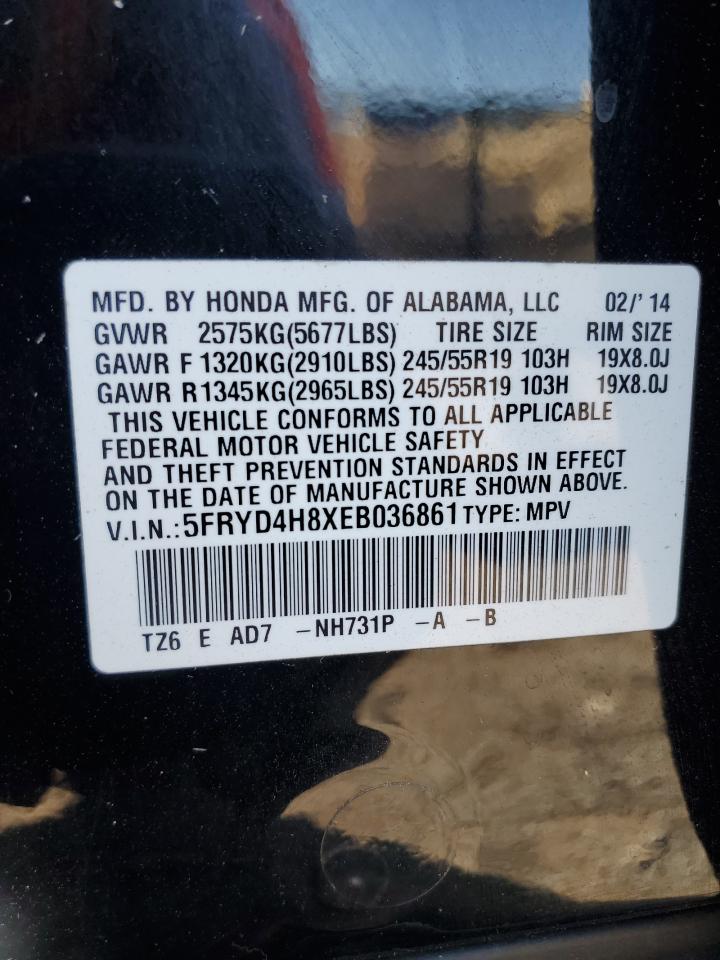 MFD. BY HONDA MFG. OF ALABAMA, LLC 02/' 14
GVWR 2575KG(5677LBS) TIRE SIZE RIM SIZE
GAWR F 1320KG(2910LBS) 245/55R19 103H 19X8.0J
GAWR R 1345KG(2965LBS) 245/55R19 103H 19X8.0J
THIS VEHICLE CONFORMS TO ALL APPLICABLE
FEDERAL MOTOR VEHICLE SAFETY
AND THEFT PREVENTION STANDARDS IN EFFECT
ON THE DATE OF MANUFACTURE SHOWN ABOVE.
V.I.N.: 5FRYD4H8XEB036861 TYPE: MPV
TZ6 E AD7 -NH731P -A -B